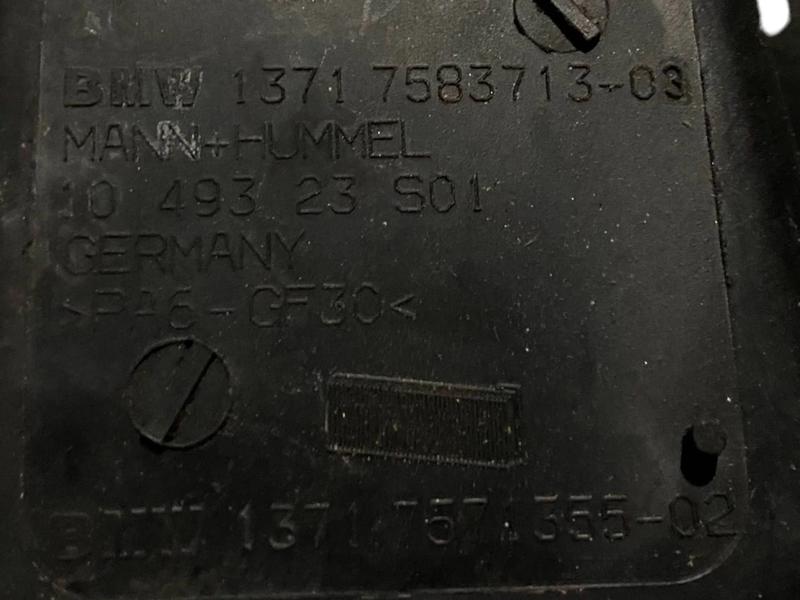 BMW 1371 7583713-03
MANN+HUMMEL
10 493 23 S01
GERMANY
>PA6-GF30<
BMW 1371 7571355-02